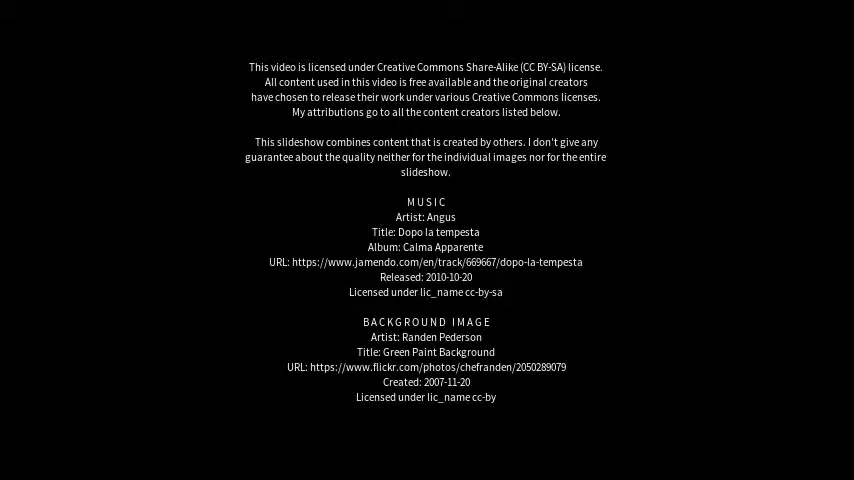 This video is licensed under Creative Commons Share-Alike (CC BY-SA) license.
All content used in this video is free available and the original creators
have chosen to release their work under various Creative Commons licenses.
My attributions go to all the content creators listed below.
This slideshow combines content that is created by others. I don't give any
guarantee about the quality neither for the individual images nor for the entire
slideshow.
MUSIC
Artist: Angus
Title: Dopo la tempesta
Album: Calma Apparente
URL: https://www.jamendo.com/en/track/669667/dopo-la-tempesta
Released: 2010-10-20
Licensed under lic_name cc-by-sa
BACKGROUND IMAGE
Artist: Randen Pederson
Title: Green Paint Background
URL: https://www.flickr.com/photos/chefranden/2050289079
Created: 2007-11-20
Licensed under lic_name cc-by